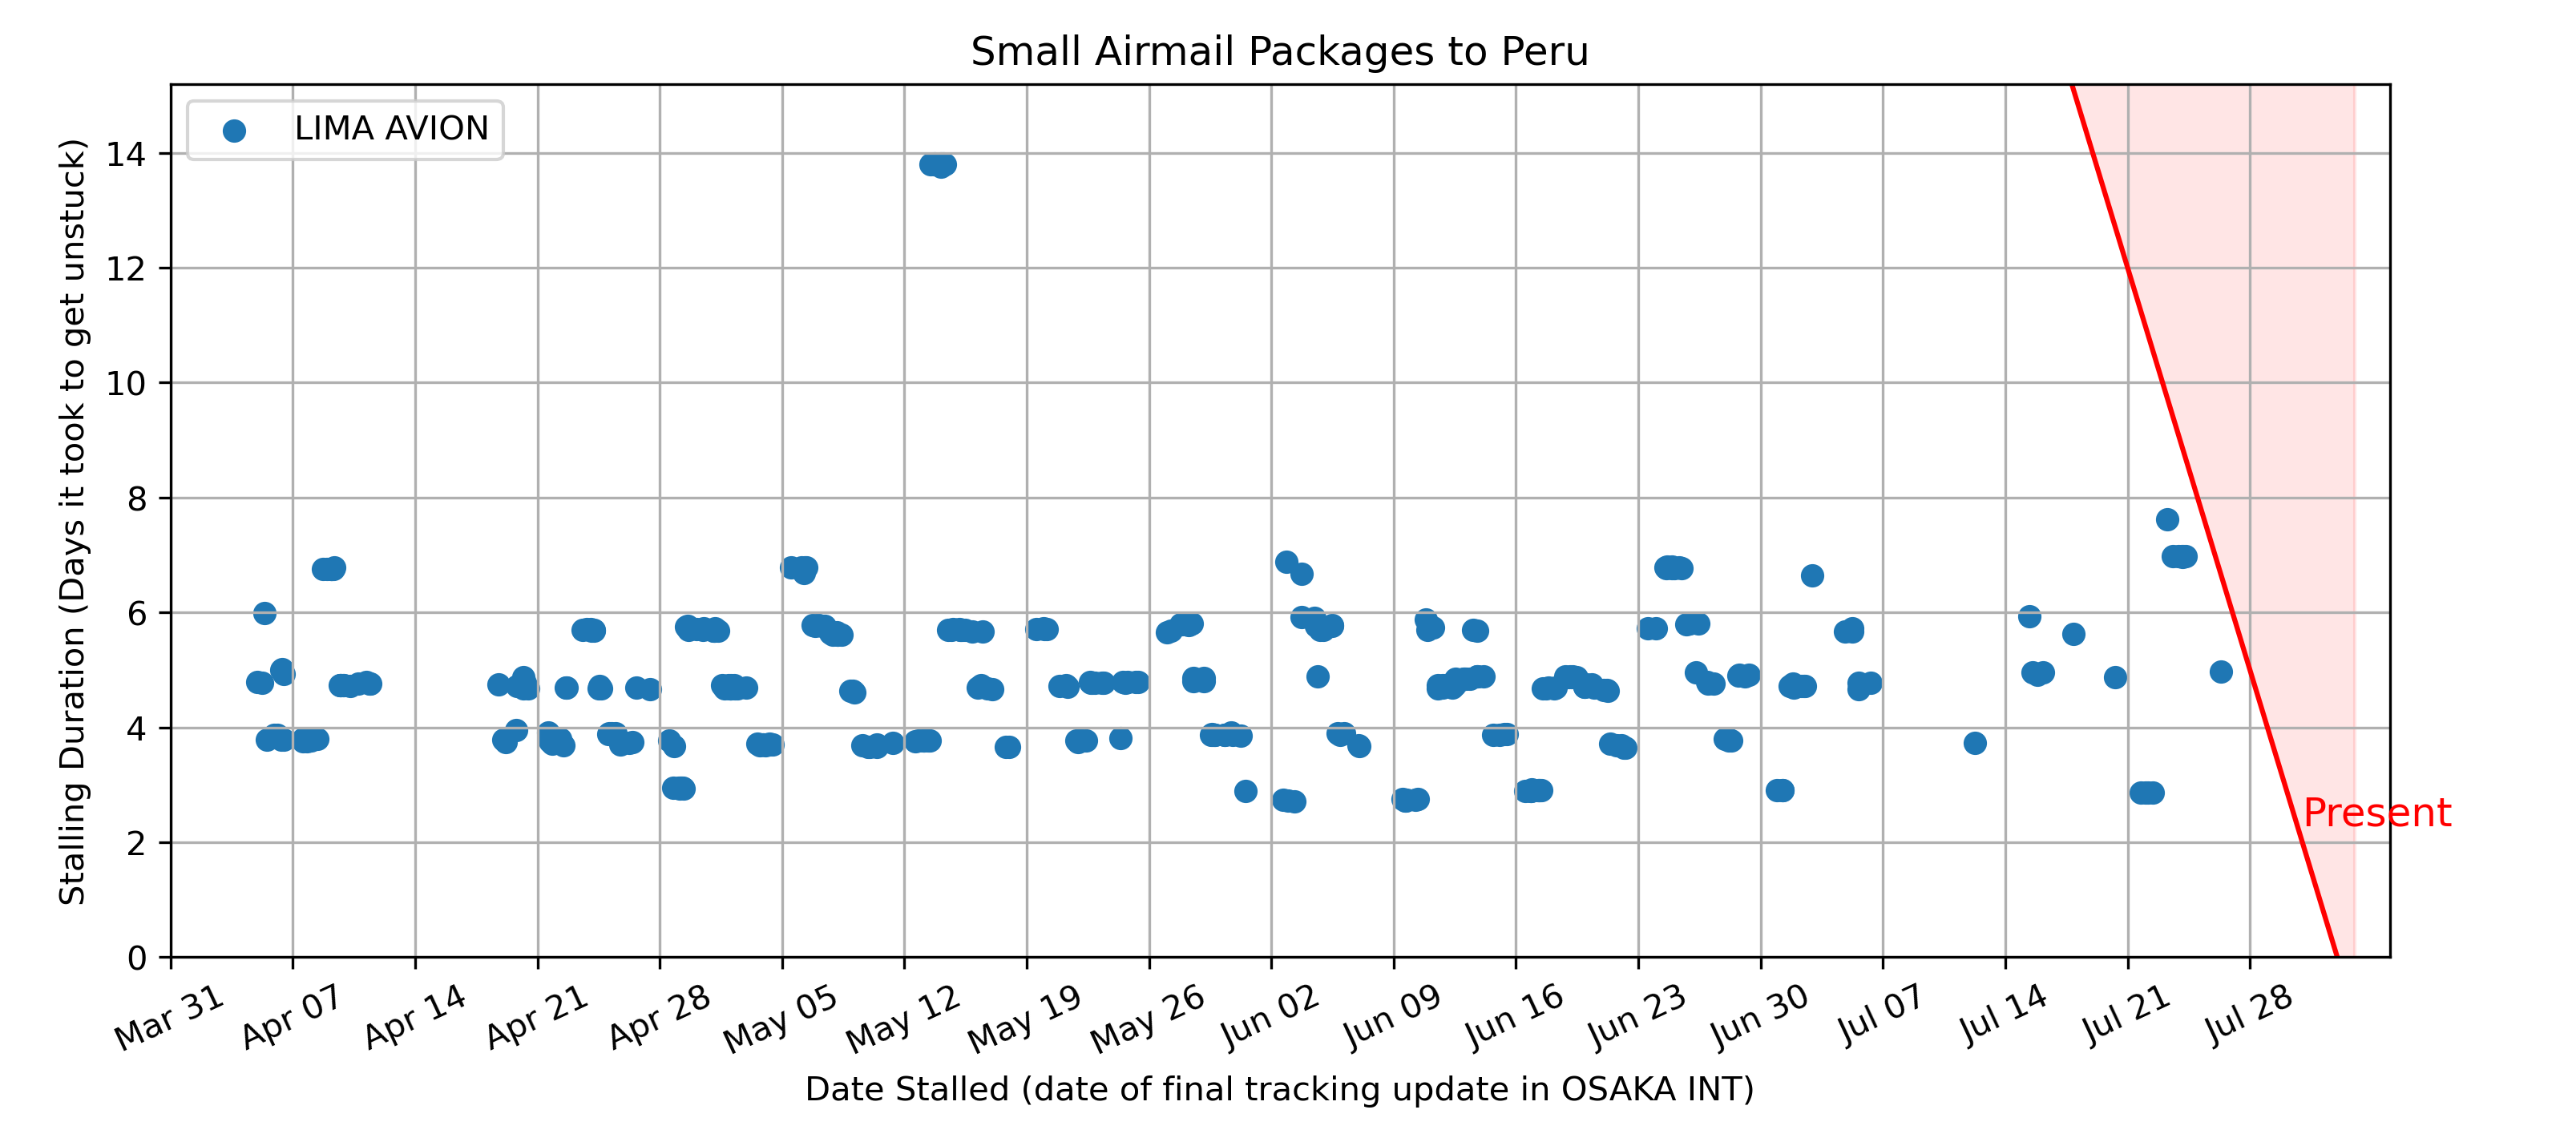 Small Airmail Packages to Peru
LIMA AVION
Stalling Duration (Days it took to get unstuck)
14
12
10
8
6
4
2
0
Present
Mar 31
Apr 07
Apr 14
Apr 21
Apr 28
May 05
May 12
May 19
May 26
Jun 02
Jun 09
Jun 16
Jun 23
Jun 30
Jul 07
Jul 14
Jul 21
Jul 28
Date Stalled (date of final tracking update in OSAKA INT)